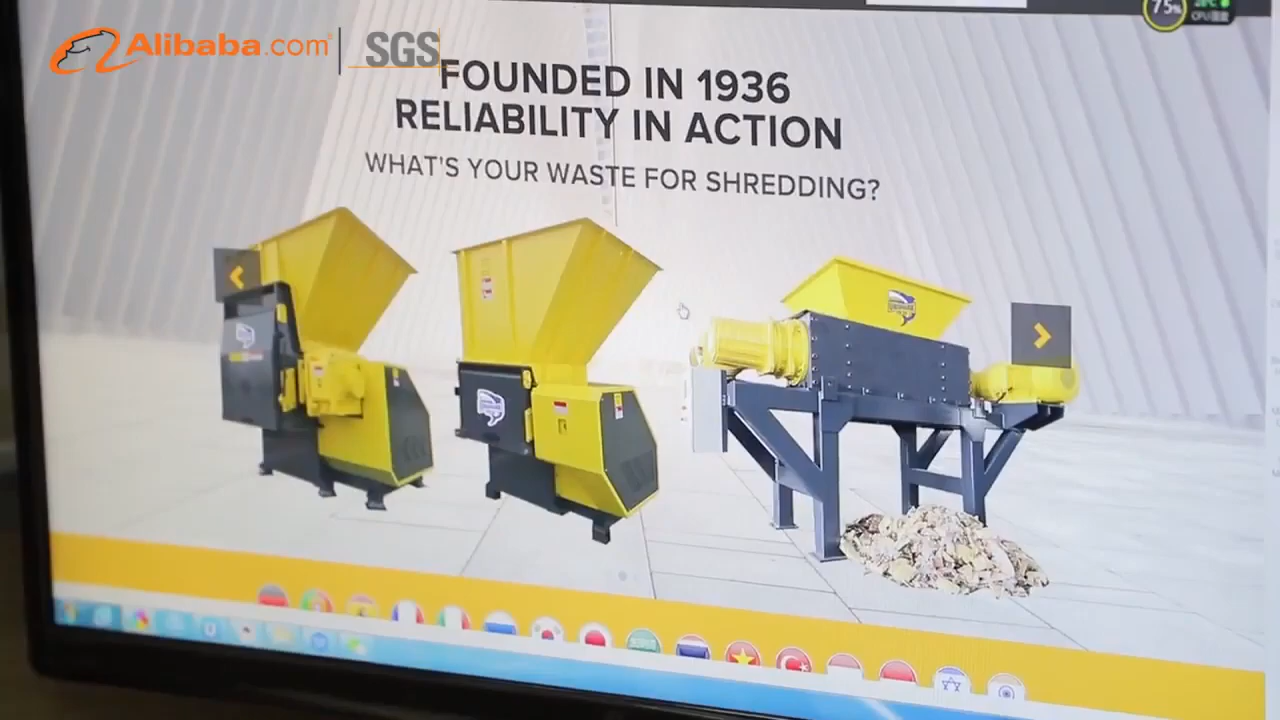 Alibaba.com
SGS
75%
FOUNDED IN 1936
RELIABILITY IN ACTION
WHAT'S YOUR WASTE FOR SHREDDING?